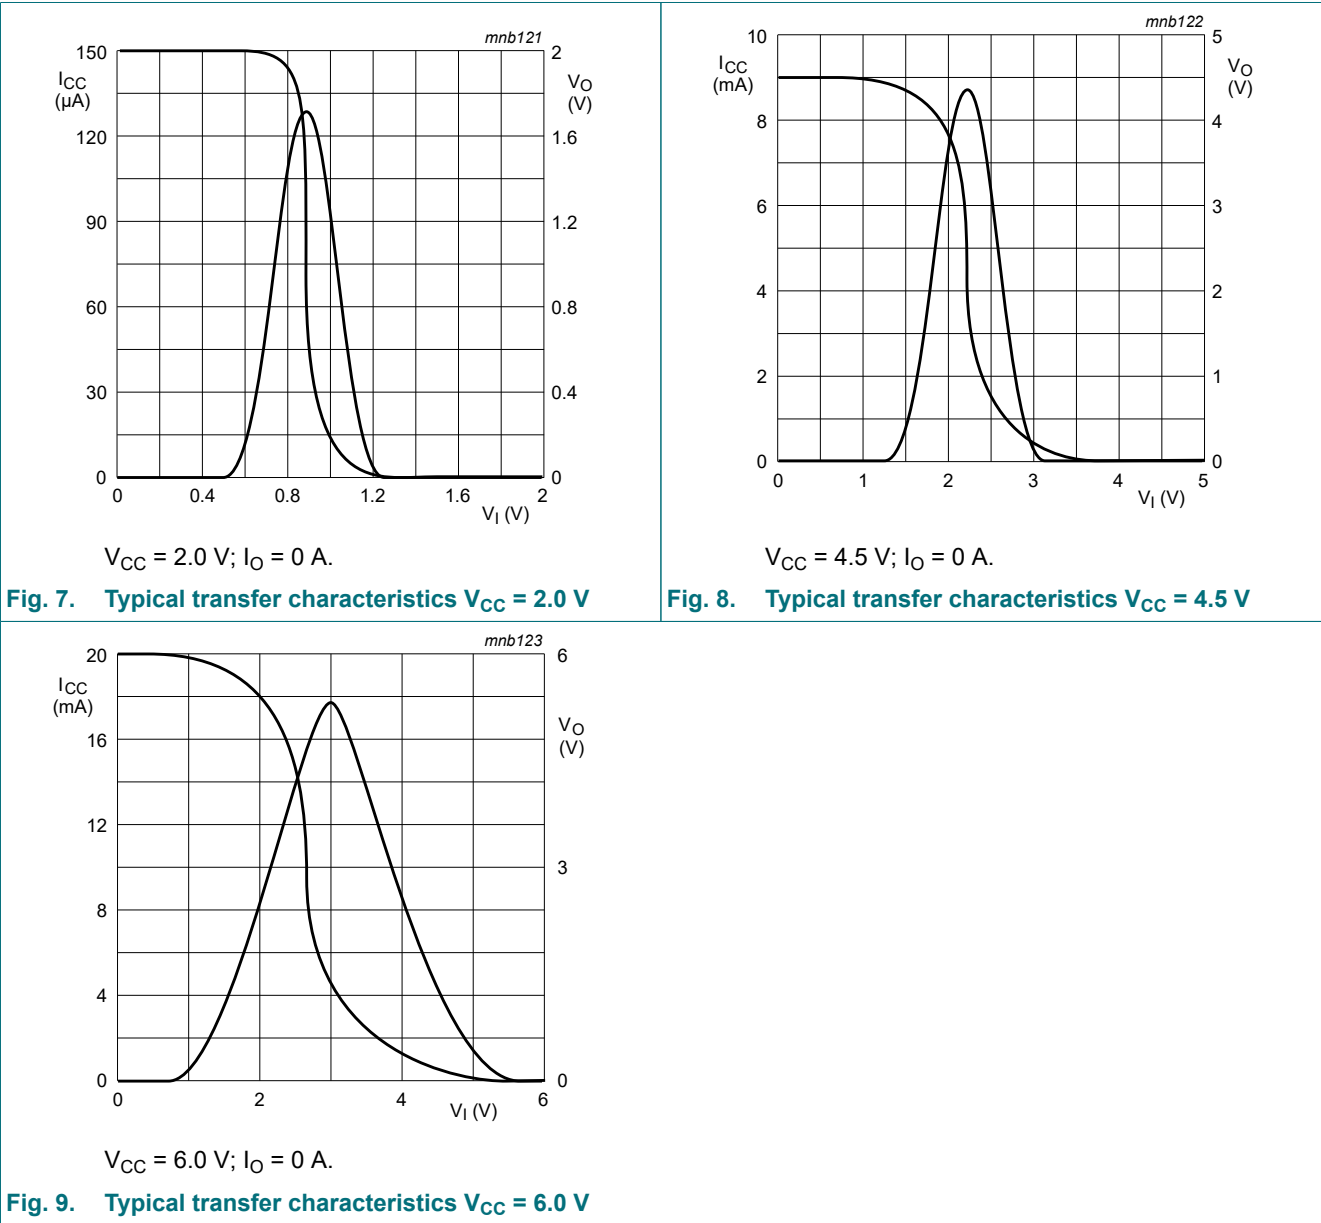 mnb121
150
ICC
(µA)
120
90
60
30
0
2
VO
(V)
1.6
1.2
0.8
0.4
0
0 0.4 0.8 1.2 1.6 2
VI (V)
VCC = 2.0 V; IO = 0 A.
Fig. 7. Typical transfer characteristics VCC = 2.0 V
mnb122
10
ICC
(mA)
8
6
4
2
0
5
VO
(V)
4
3
2
1
0
0 1 2 3 4 5
VI (V)
VCC = 4.5 V; IO = 0 A.
Fig. 8. Typical transfer characteristics VCC = 4.5 V
mnb123
20
ICC
(mA)
16
12
8
4
0
6
VO
(V)
3
0
0 2 4 6
VI (V)
VCC = 6.0 V; IO = 0 A.
Fig. 9. Typical transfer characteristics VCC = 6.0 V